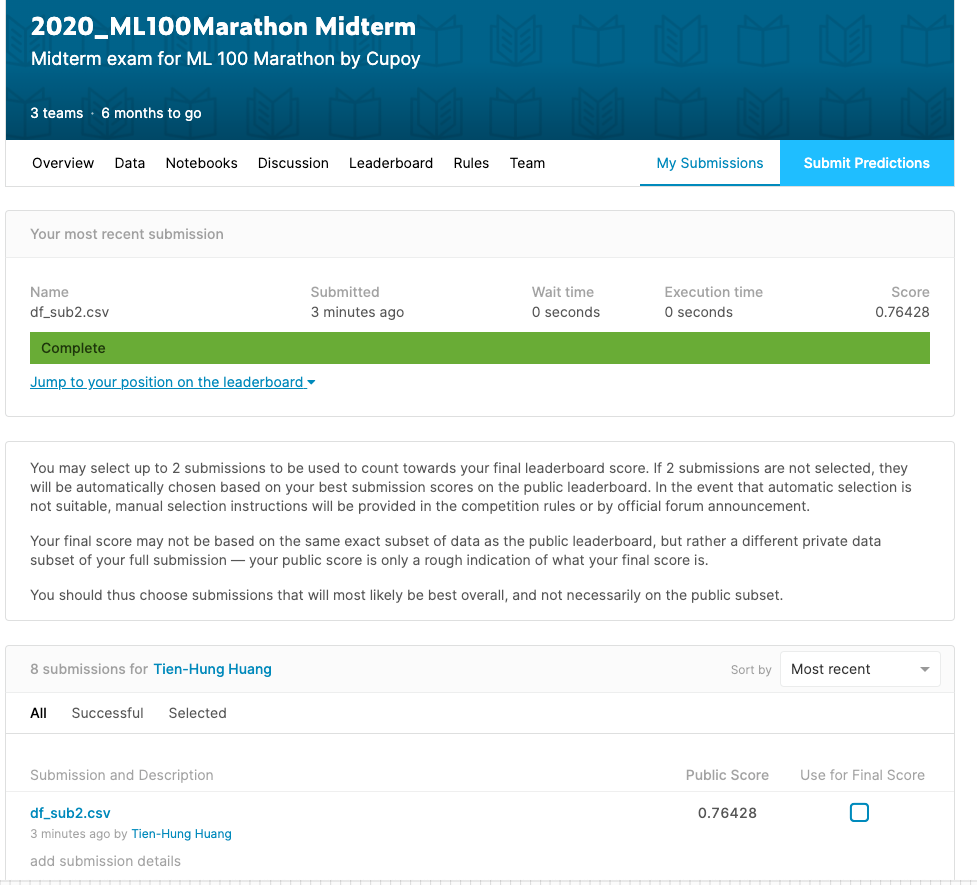 2020_ML100Marathon Midterm
Midterm exam for ML 100 Marathon by Cupoy
3 teams · 6 months to go
Overview Data Notebooks Discussion Leaderboard Rules Team My Submissions Submit Predictions
Your most recent submission
Name Submitted Wait time Execution time Score
df_sub2.csv 3 minutes ago 0 seconds 0 seconds 0.76428
Complete
Jump to your position on the leaderboard
You may select up to 2 submissions to be used to count towards your final leaderboard score. If 2 submissions are not selected, they
will be automatically chosen based on your best submission scores on the public leaderboard. In the event that automatic selection is
not suitable, manual selection instructions will be provided in the competition rules or by official forum announcement.
Your final score may not be based on the same exact subset of data as the public leaderboard, but rather a different private data
subset of your full submission — your public score is only a rough indication of what your final score is.
You should thus choose submissions that will most likely be best overall, and not necessarily on the public subset.
8 submissions for Tien-Hung Huang Sort by Most recent
All Successful Selected
Submission and Description Public Score Use for Final Score
df_sub2.csv 0.76428
3 minutes ago by Tien-Hung Huang
add submission details